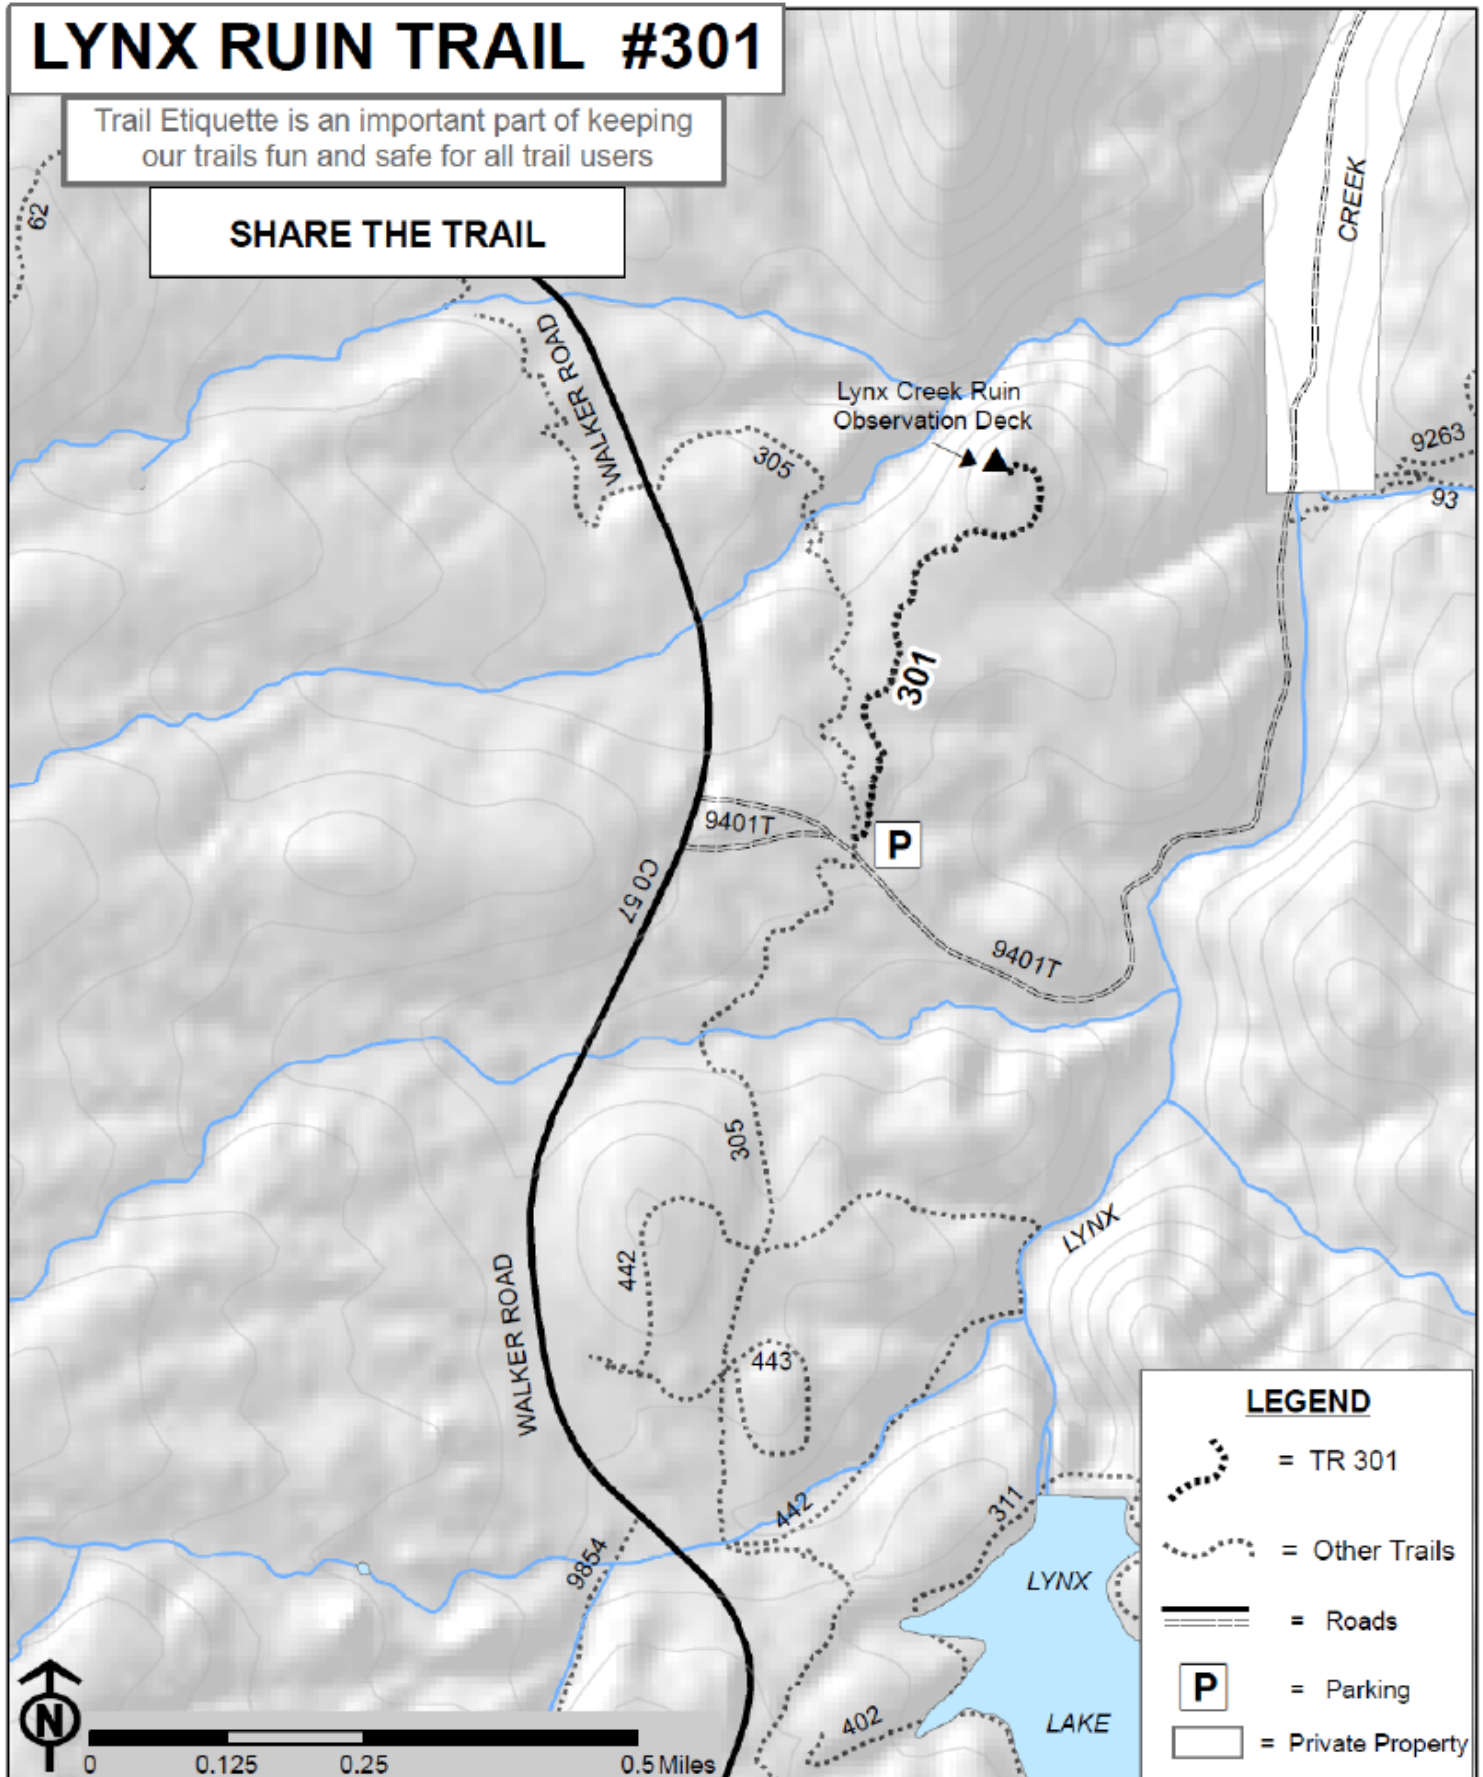 LYNX RUIN TRAIL #301
Trail Etiquette is an important part of keeping
our trails fun and safe for all trail users
SHARE THE TRAIL
62
CREEK
WALKER ROAD
Lynx Creek Ruin
Observation Deck
305
9263
93
301
9401T
P
CO 57
9401T
305
LYNX
442
WALKER ROAD
443
442
311
9854
LYNX
LAKE
402
LEGEND
= TR 301
= Other Trails
= Roads
P = Parking
= Private Property
N
0 0.125 0.25 0.5 Miles